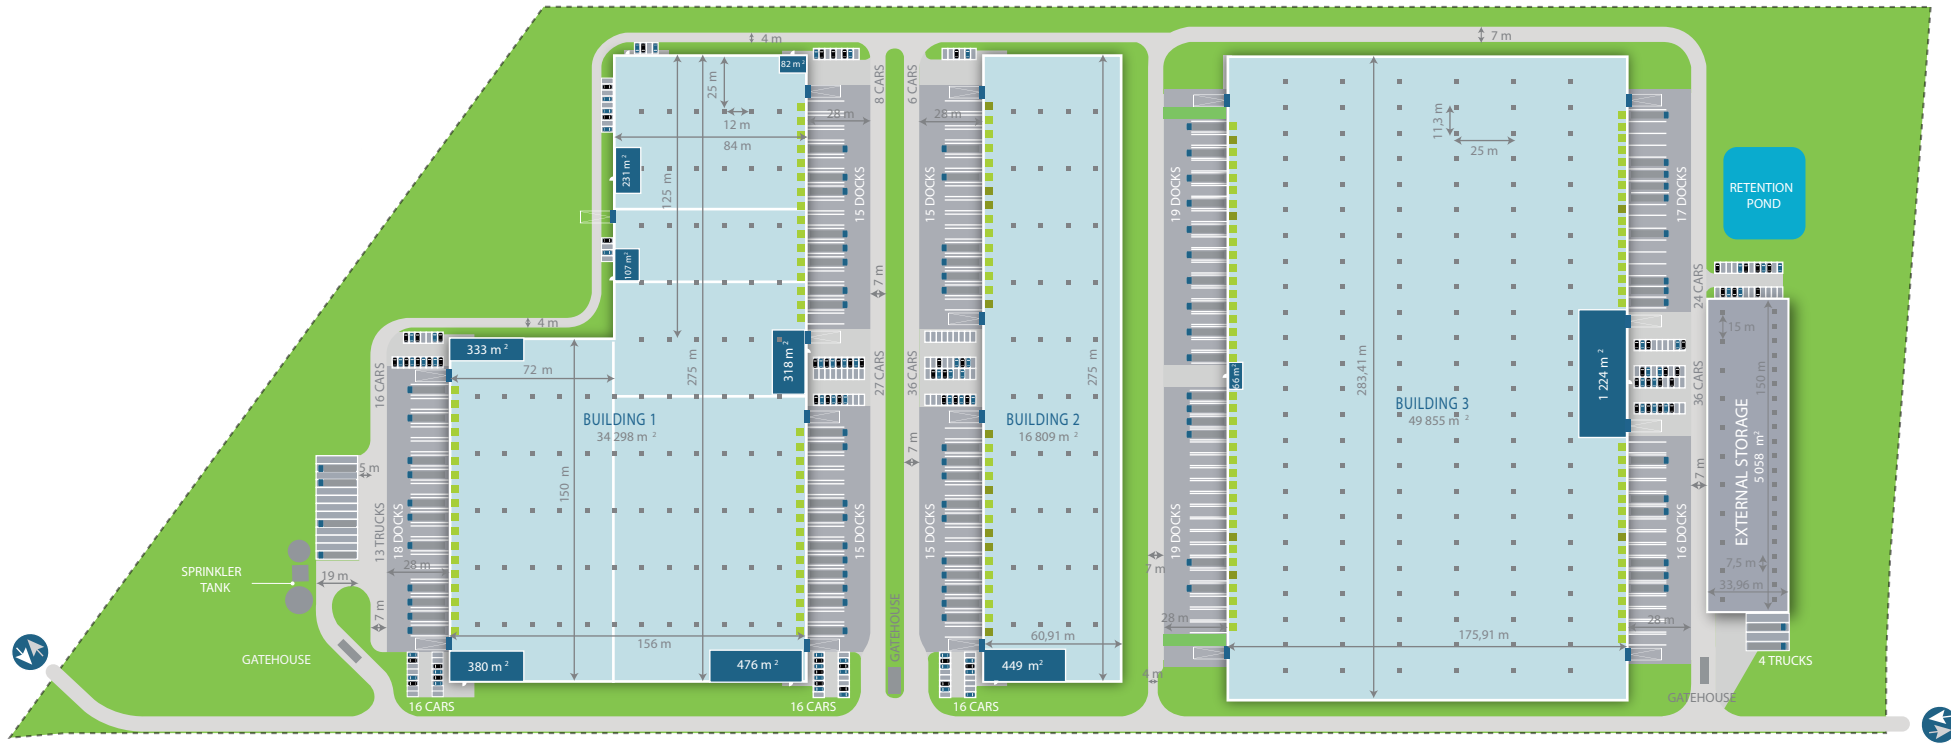 4 m
7 m
82 m²
25 m
12 m
84 m
125 m
231 m²
107 m²
275 m
4 m
8 CARS
6 CARS
28 m
28 m
15 DOCKS
15 DOCKS
7 m
11,3 m
25 m
19 DOCKS
17 DOCKS
RETENTION
POND
24 CARS
333 m²
72 m
16 CARS
318 m²
27 CARS
36 CARS
275 m
283,41 m
66 m²
1 224 m²
36 CARS
15 m
150 m
BUILDING 1
34 298 m²
BUILDING 2
16 809 m²
BUILDING 3
49 855 m²
EXTERNAL STORAGE
5 058 m²
5 m
13 TRUCKS
18 DOCKS
150 m
15 DOCKS
7 m
15 DOCKS
19 DOCKS
7 m
16 DOCKS
7 m
SPRINKLER
TANK
19 m
28 m
7,5 m
33,96 m
7 m
GATEHOUSE
156 m
60,91 m
28 m
175,91 m
28 m
GATEHOUSE
380 m²
476 m²
449 m²
4 m
4 TRUCKS
GATEHOUSE
16 CARS
16 CARS
16 CARS